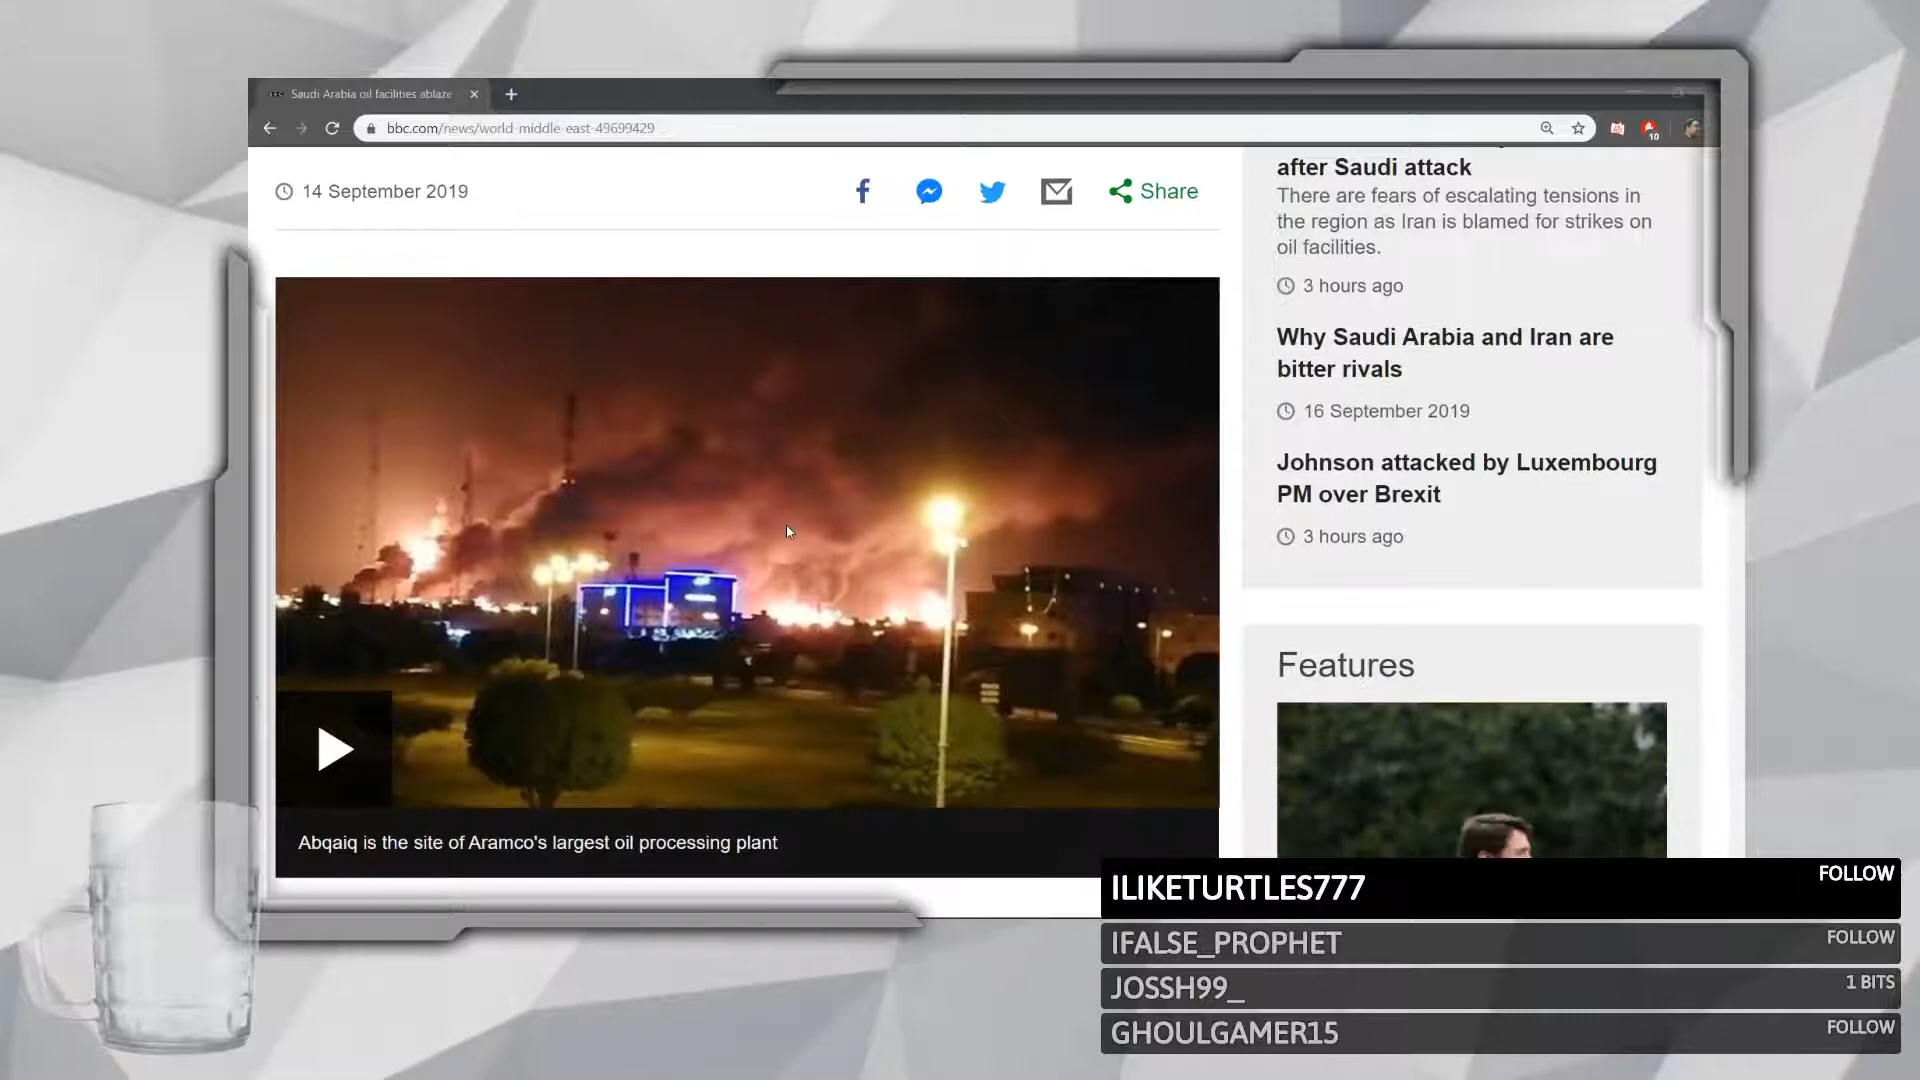 Saudi Arabia oil facilities ablaze
bbc.com/news/world-middle-east-49699429
10
14 September 2019
Share
after Saudi attack
There are fears of escalating tensions in
the region as Iran is blamed for strikes on
oil facilities.
3 hours ago
Why Saudi Arabia and Iran are
bitter rivals
16 September 2019
Johnson attacked by Luxembourg
PM over Brexit
3 hours ago
Features
Abqaiq is the site of Aramco's largest oil processing plant
ILIKETURTLES777 FOLLOW
IFALSE_PROPHET FOLLOW
JOSSH99_ 1 BITS
GHOULGAMER15 FOLLOW